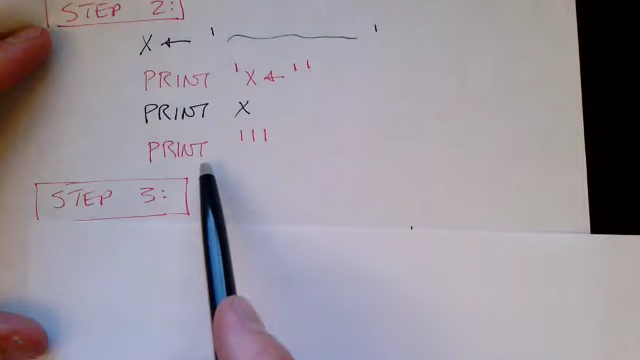 STEP 2:
X ← '                    '
PRINT 'X ← ''
PRINT X
PRINT '''
STEP 3: